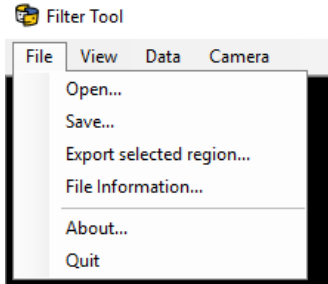 Filter Tool
File View Data Camera
Open...
Save...
Export selected region...
File Information...
About...
Quit